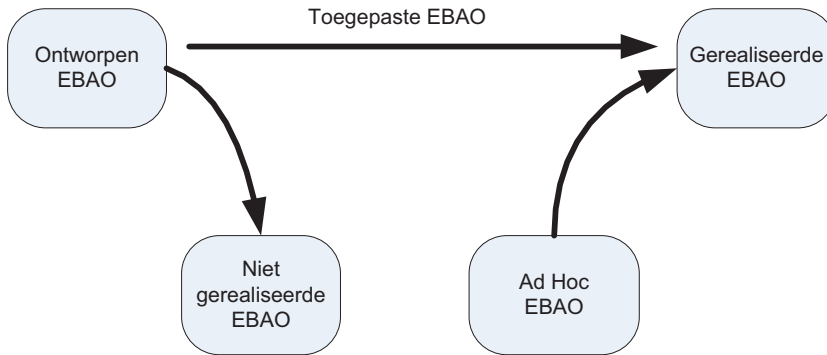 Toegepaste EBAO
Ontworpen
EBAO
Gerealiseerde
EBAO
Niet
gerealiseerde
EBAO
Ad Hoc
EBAO